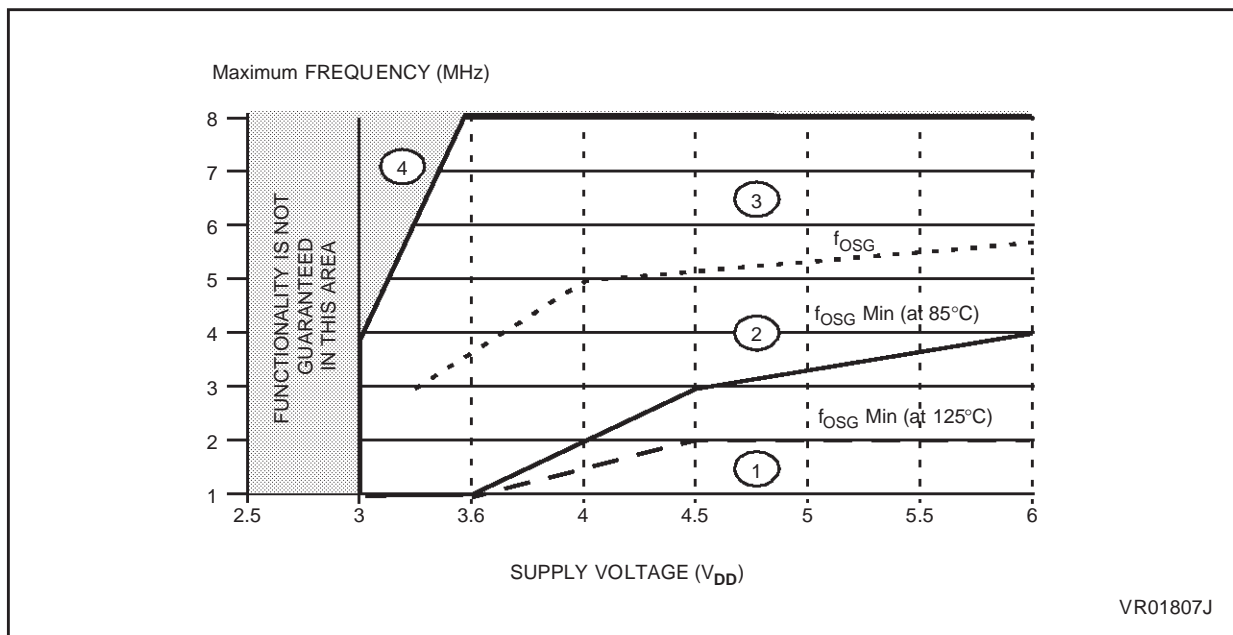 Maximum FREQUENCY (MHz)
8
7
6
5
4
3
2
1
2.5
3
3.6
4
4.5
5
5.5
6
FUNCTIONALITY IS NOT
GUARANTEED
IN THIS AREA
4
3
fOSG
fOSG Min (at 85°C)
2
fOSG Min (at 125°C)
1
SUPPLY VOLTAGE (VDD)
VR01807J